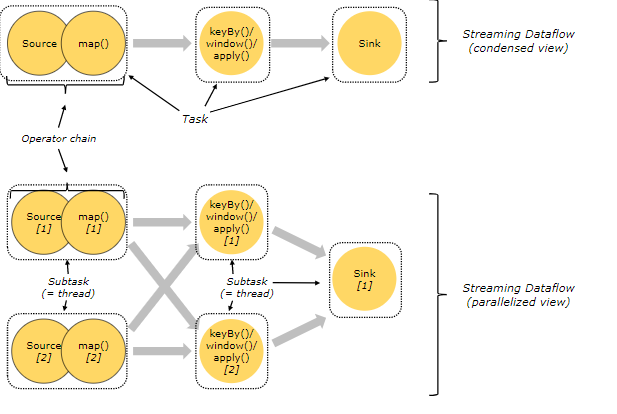 Source
map()
keyBy()/
window()/
apply()
Sink
Streaming Dataflow
(condensed view)
Task
Operator chain
Source
[1]
map()
[1]
keyBy()/
window()/
apply()
[1]
Subtask
(= thread)
Subtask
(= thread)
Sink
[1]
Streaming Dataflow
(parallelized view)
Source
[2]
map()
[2]
keyBy()/
window()/
apply()
[2]